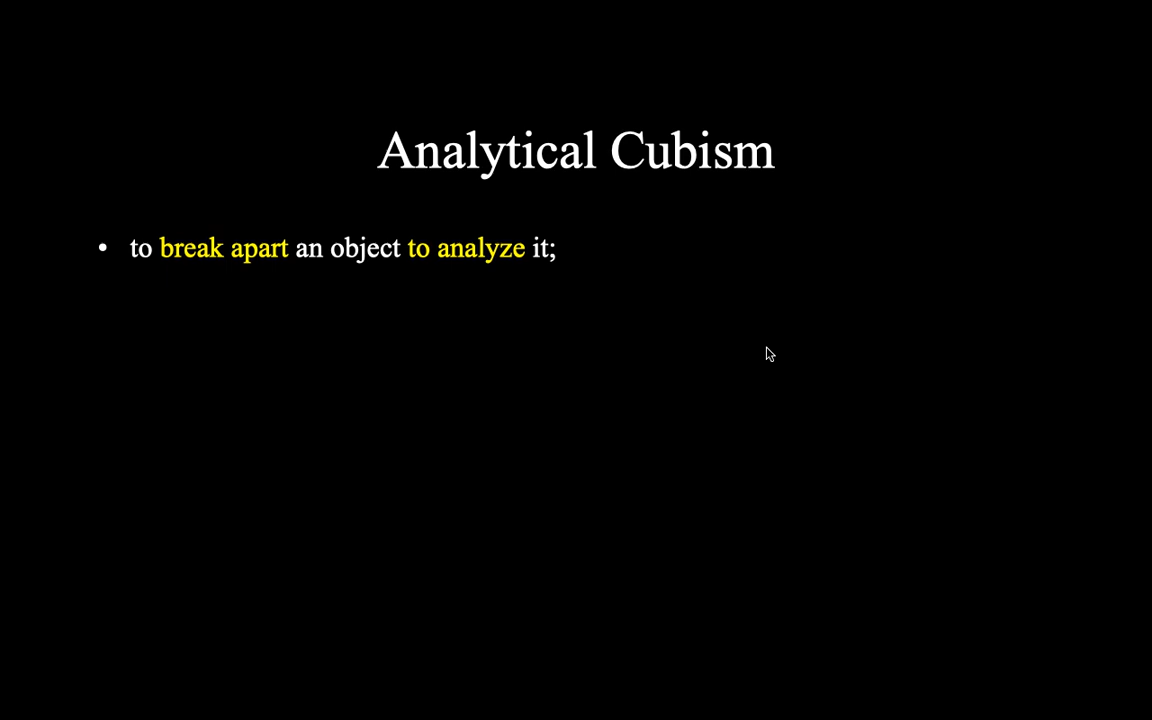 Analytical Cubism
• to break apart an object to analyze it;